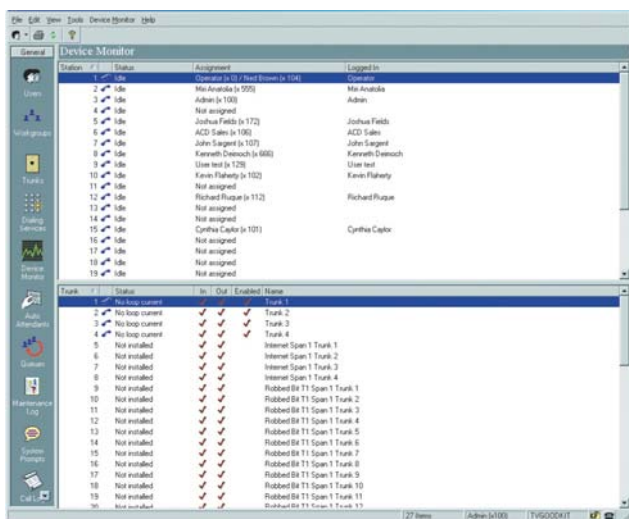 File Edit View Tools Device Monitor Help
General Device Monitor
Station Status Assignment Logged In
1 Idle Operator (x 0) / Ned Brown (x 104) Operator
2 Idle Miri Anatolia (x 555)
3 Idle Admin (x 100) Admin
4 Idle Not assigned
5 Idle Joshua Fields (x 172) Joshua Fields
6 Idle ACD Sales (x 106) ACD Sales
7 Idle John Sargent (x 107) John Sargent
8 Idle Kenneth Deimoch (x 666) Kenneth Deimoch
9 Idle User test (x 129) User test
10 Idle Kevin Flaherty (x 102) Kevin Flaherty
11 Idle Not assigned
12 Idle Richard Ruque (x 112) Richard Ruque
13 Idle Not assigned
14 Idle Not assigned
15 Idle Cynthia Caylor (x 101) Cynthia Caylor
16 Idle Not assigned
17 Idle Not assigned
18 Idle Not assigned
19 Idle Not assigned
Users
Workgroups
Trunks
Dialing Services
Device Monitor
Auto Attendants
Queues
Maintenance Log
System Prompts
Call
Trunk Status In Out Enabled Name
1 No loop current Trunk 1
2 No loop current Trunk 2
3 No loop current Trunk 3
4 No loop current Trunk 4
5 Not installed Internet Span 1 Trunk 1
6 Not installed Internet Span 1 Trunk 2
7 Not installed Internet Span 1 Trunk 3
8 Not installed Internet Span 1 Trunk 4
9 Not installed Robbed Bit T1 Span 1 Trunk 1
10 Not installed Robbed Bit T1 Span 1 Trunk 2
11 Not installed Robbed Bit T1 Span 1 Trunk 3
12 Not installed Robbed Bit T1 Span 1 Trunk 4
13 Not installed Robbed Bit T1 Span 1 Trunk 5
14 Not installed Robbed Bit T1 Span 1 Trunk 6
15 Not installed Robbed Bit T1 Span 1 Trunk 7
16 Not installed Robbed Bit T1 Span 1 Trunk 8
17 Not installed Robbed Bit T1 Span 1 Trunk 9
18 Not installed Robbed Bit T1 Span 1 Trunk 10
19 Not installed Robbed Bit T1 Span 1 Trunk 11
20 Not installed Robbed Bit T1 Span 1 Trunk 12
27 items Admin (x100) TVGOODKIT